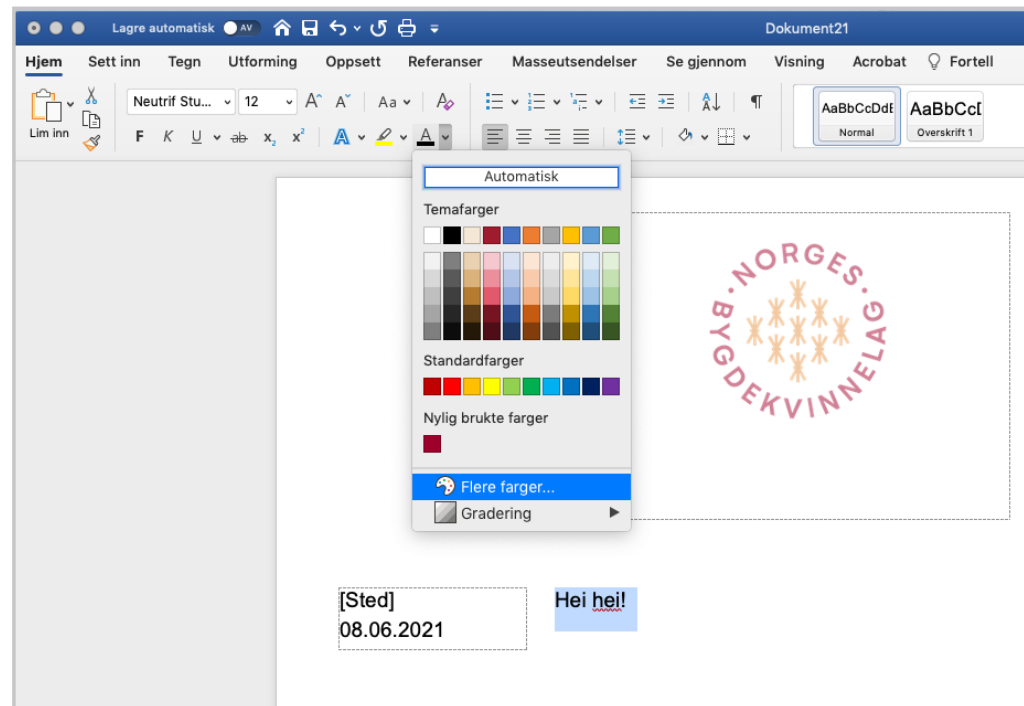 Lagre automatisk AV Dokument21
Hjem Sett inn Tegn Utforming Oppsett Referanser Masseutsendelser Se gjennom Visning Acrobat Fortell
Neutrif Stu... 12 A A Aa A A ¶
Lim inn F K U ab x₂ x² A A
AaBbCcDdE AaBbCc[
Normal Overskrift 1
Automatisk
Temafarger
Standardfarger
Nylig brukte farger
Flere farger...
Gradering
NORGES BYGDEKVINNELAG
[Sted]
08.06.2021
Hei hei!